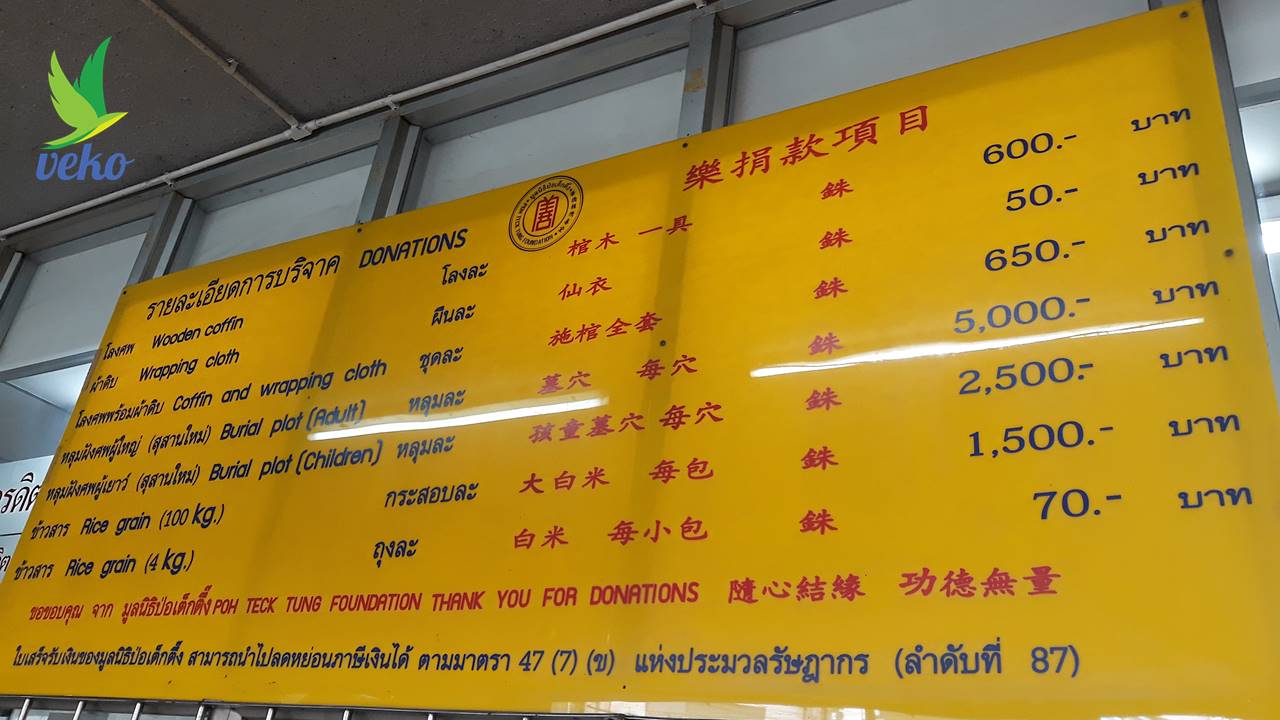 veko
รายละเอียดการบริจาค DONATIONS 樂捐款項目
โลงศพ Wooden coffin โลงละ 棺木 一具 銖 600.- บาท
ผ้าดิบ Wrapping cloth ผืนละ 仙衣 銖 50.- บาท
โลงศพพร้อมผ้าดิบ Coffin and wrapping cloth ชุดละ 施棺全套 銖 650.- บาท
หลุมฝังศพผู้ใหญ่ (สุสานใหม่) Burial plot (Adult) หลุมละ 墓穴 每穴 銖 5,000.- บาท
หลุมฝังศพผู้เยาว์ (สุสานใหม่) Burial plot (Children) หลุมละ 孩童墓穴 每穴 銖 2,500.- บาท
ข้าวสาร Rice grain (100 kg.) กระสอบละ 大白米 每包 銖 1,500.- บาท
ข้าวสาร Rice grain (4 kg.) ถุงละ 白米 每小包 銖 70.- บาท
ขอขอบคุณ จาก มูลนิธิป่อเต็กตึ๊ง POH TECK TUNG FOUNDATION THANK YOU FOR DONATIONS 隨心結緣 功德無量
ใบเสร็จรับเงินของมูลนิธิป่อเต็กตึ๊ง สามารถนำไปลดหย่อนภาษีเงินได้ ตามมาตรา 47 (7) (ข) แห่งประมวลรัษฎากร (ลำดับที่ 87)